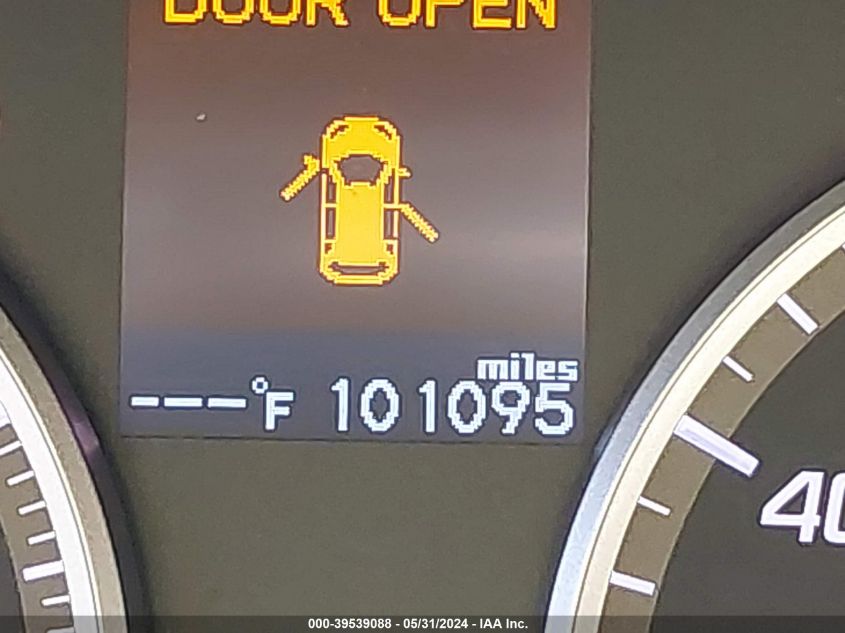 DOOR OPEN
miles
---°F 101095
40
000-39539088 - 05/31/2024 - IAA Inc.